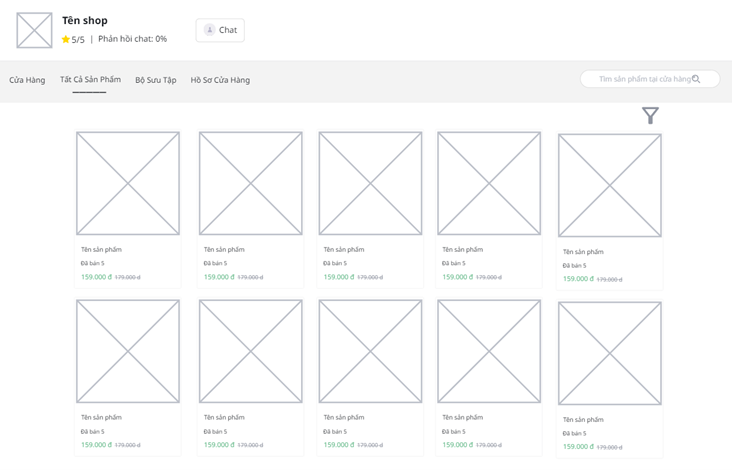 Tên shop
5/5 | Phản hồi chat: 0%
Chat
Cửa Hàng Tất Cả Sản Phẩm Bộ Sưu Tập Hồ Sơ Cửa Hàng
Tìm sản phẩm tại cửa hàng
Tên sản phẩm Tên sản phẩm Tên sản phẩm Tên sản phẩm Tên sản phẩm
Đã bán 5 Đã bán 5 Đã bán 5 Đã bán 5 Đã bán 5
159.000 đ 179.000 đ 159.000 đ 179.000 đ 159.000 đ 179.000 đ 159.000 đ 179.000 đ 159.000 đ 179.000 đ
Tên sản phẩm Tên sản phẩm Tên sản phẩm Tên sản phẩm Tên sản phẩm
Đã bán 5 Đã bán 5 Đã bán 5 Đã bán 5 Đã bán 5
159.000 đ 179.000 đ 159.000 đ 179.000 đ 159.000 đ 179.000 đ 159.000 đ 179.000 đ 159.000 đ 179.000 đ